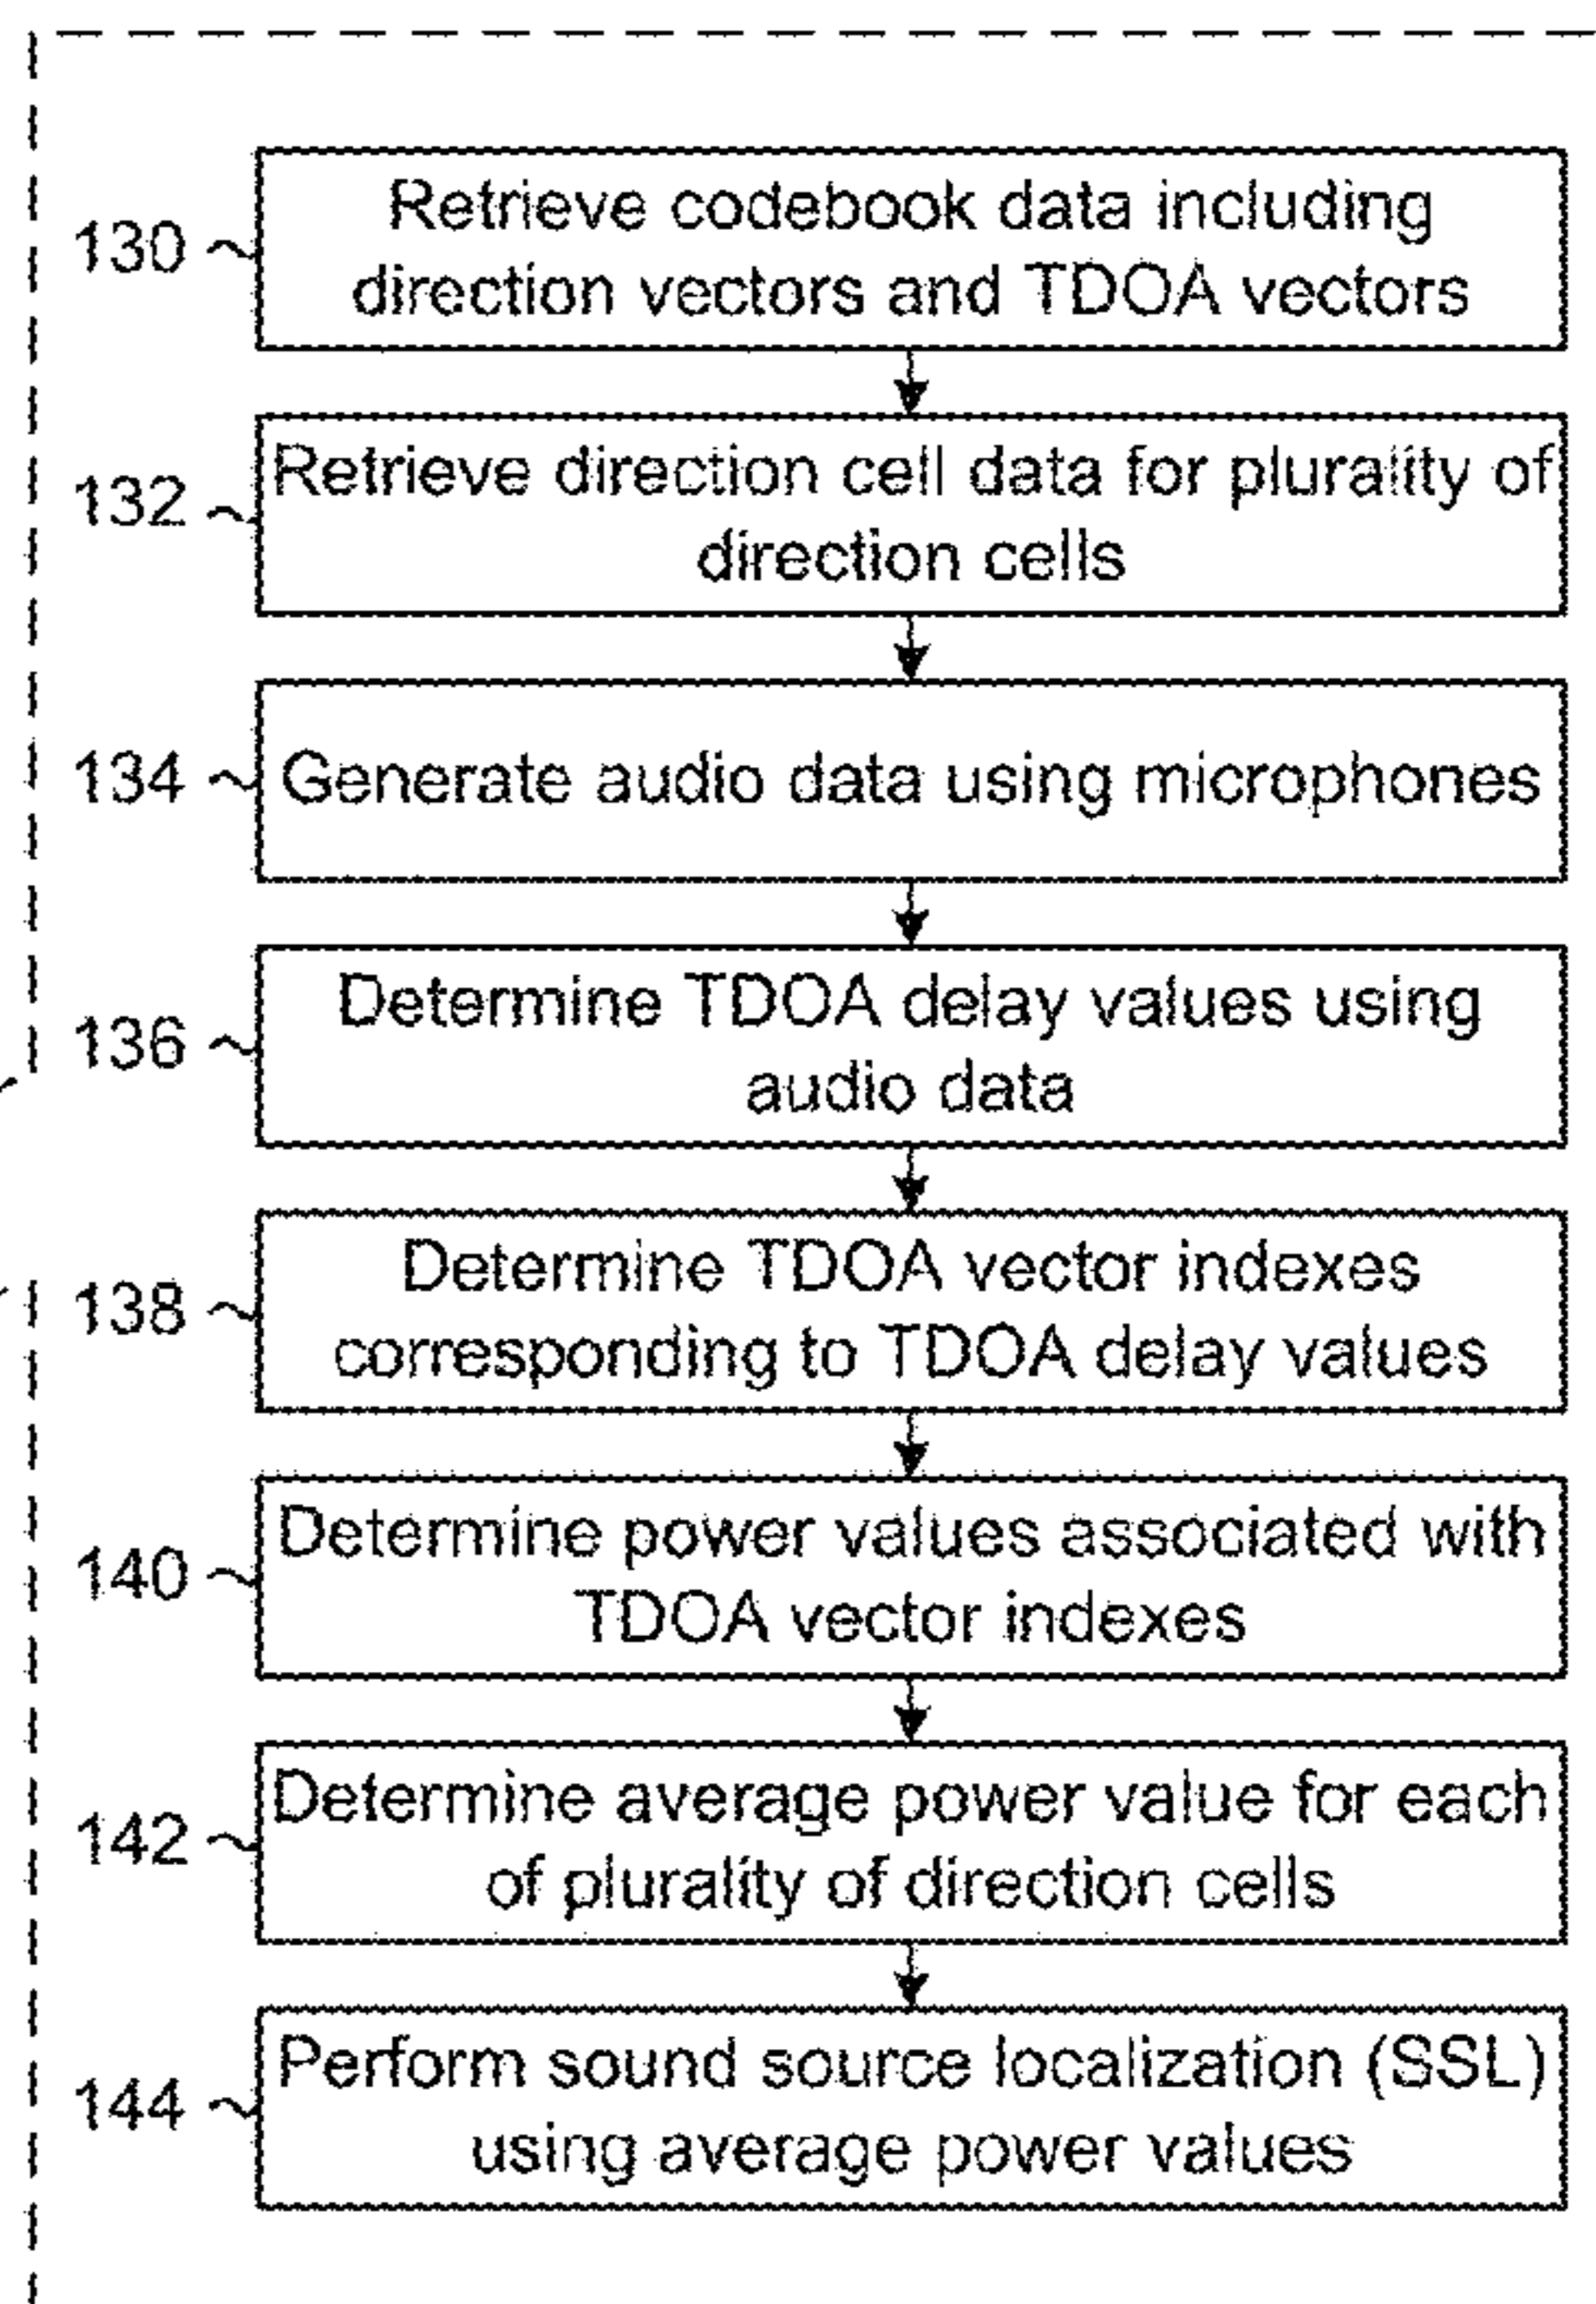 130
Retrieve codebook data including
direction vectors and TDOA vectors
132
Retrieve direction cell data for plurality of
direction cells
134
Generate audio data using microphones
136
Determine TDOA delay values using
audio data
138
Determine TDOA vector indexes
corresponding to TDOA delay values
140
Determine power values associated with
TDOA vector indexes
142
Determine average power value for each
of plurality of direction cells
144
Perform sound source localization (SSL)
using average power values